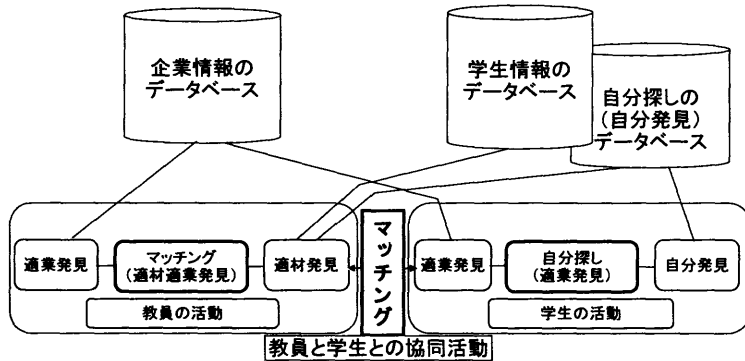 企業情報の
データベース
学生情報の
データベース
自分探しの
(自分発見)
データベース
適業発見
マッチング
(適材適業発見)
適材発見
教員の活動
マッチング
適業発見
自分探し
(適業発見)
自分発見
学生の活動
教員と学生との協同活動